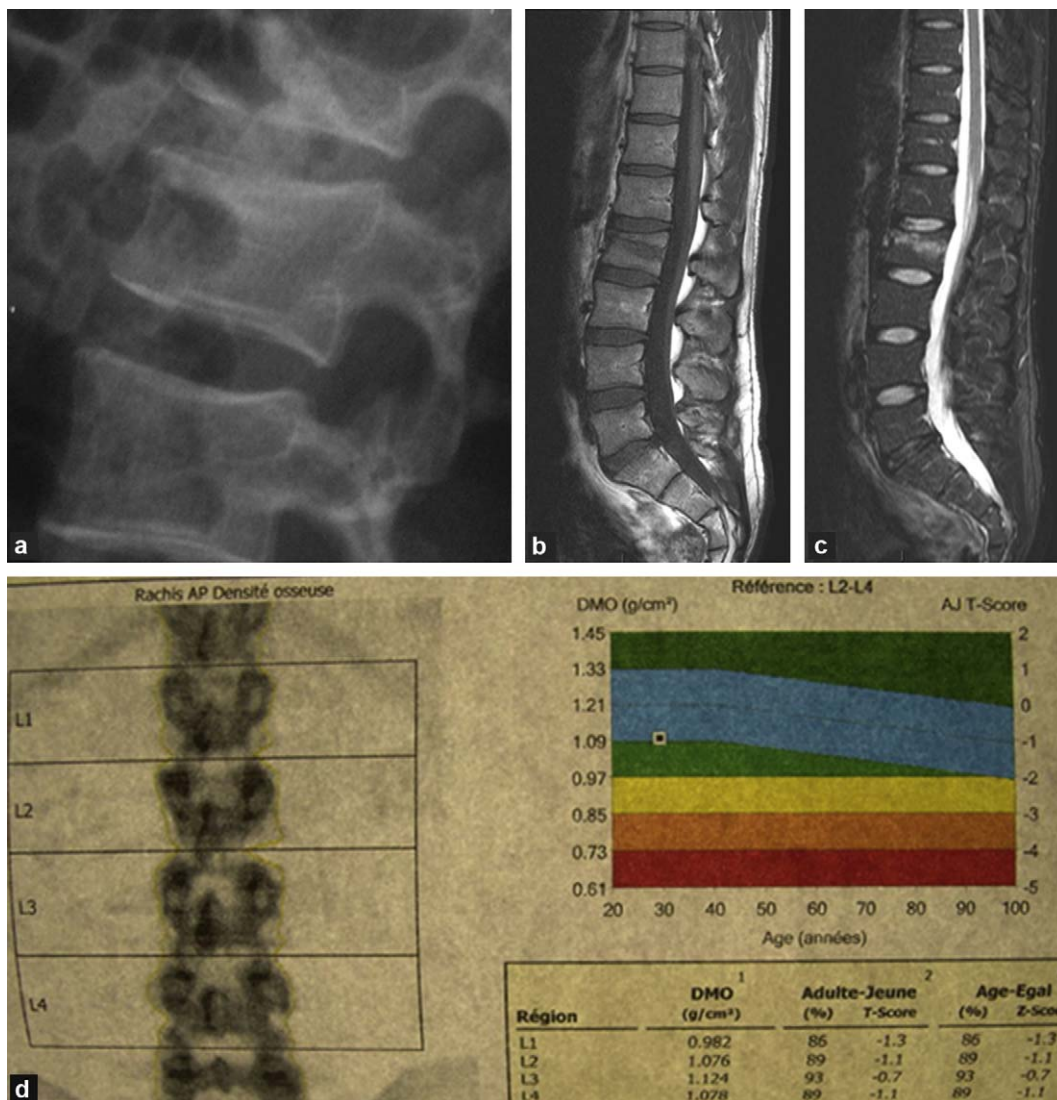 a
b
c
Rachis AP Densité osseuse
L1
L2
L3
L4
d
Référence : L2-L4
DMO (g/cm²)
AJ T-Score
1.45
1.33
1.21
1.09
0.97
0.85
0.73
0.61
2
1
0
-1
-2
-3
-4
-5
20 30 40 50 60 70 80 90 100
Age (années)
1 2
DMO Adulte-Jeune Age-Egal
Région (g/cm²) (%) T-Score (%)
L1 0.982 86 -1.3 86 -1.3
L2 1.076 89 -1.1 89 -1.1
L3 1.124 93 -0.7 93 -0.7
L4 1.078 89 -1.1 89 -1.1